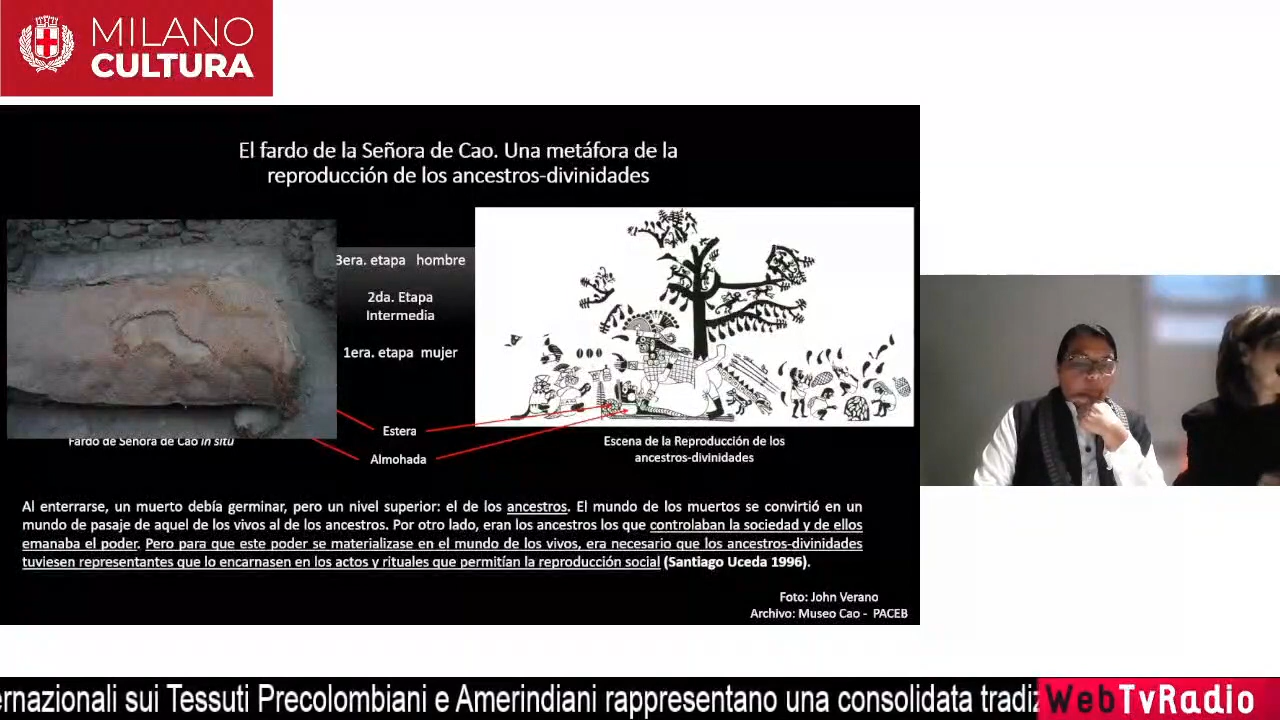 MILANO
CULTURA
El fardo de la Señora de Cao. Una metáfora de la
reproducción de los ancestros-divinidades
3era. etapa hombre
2da. Etapa
Intermedia
1era. etapa mujer
Estera
Almohada
Fardo de Señora de Cao in situ
Escena de la Reproducción de los
ancestros-divinidades
Al enterrarse, un muerto debía germinar, pero un nivel superior: el de los ancestros. El mundo de los muertos se convirtió en un
mundo de pasaje de aquel de los vivos al de los ancestros. Por otro lado, eran los ancestros los que controlaban la sociedad y de ellos
emanaba el poder. Pero para que este poder se materializase en el mundo de los vivos, era necesario que los ancestros-divinidades
tuviesen representantes que lo encarnasen en los actos y rituales que permitían la reproducción social (Santiago Uceda 1996).
Foto: John Verano
Archivo: Museo Cao - PACEB
ernazionali sui Tessuti Precolombiani e Amerindiani rappresentano una consolidata tradiz
WebTvRadio